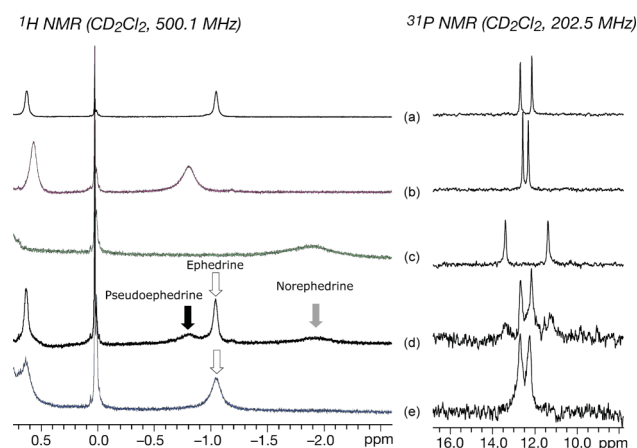 ¹H NMR (CD2Cl2, 500.1 MHz)
³¹P NMR (CD2Cl2, 202.5 MHz)
(a)
(b)
(c)
Ephedrine
Pseudoephedrine
Norephedrine
(d)
(e)
0.5 0.0 −0.5 −1.0 −1.5 −2.0 ppm
16.0 14.0 12.0 10.0 ppm